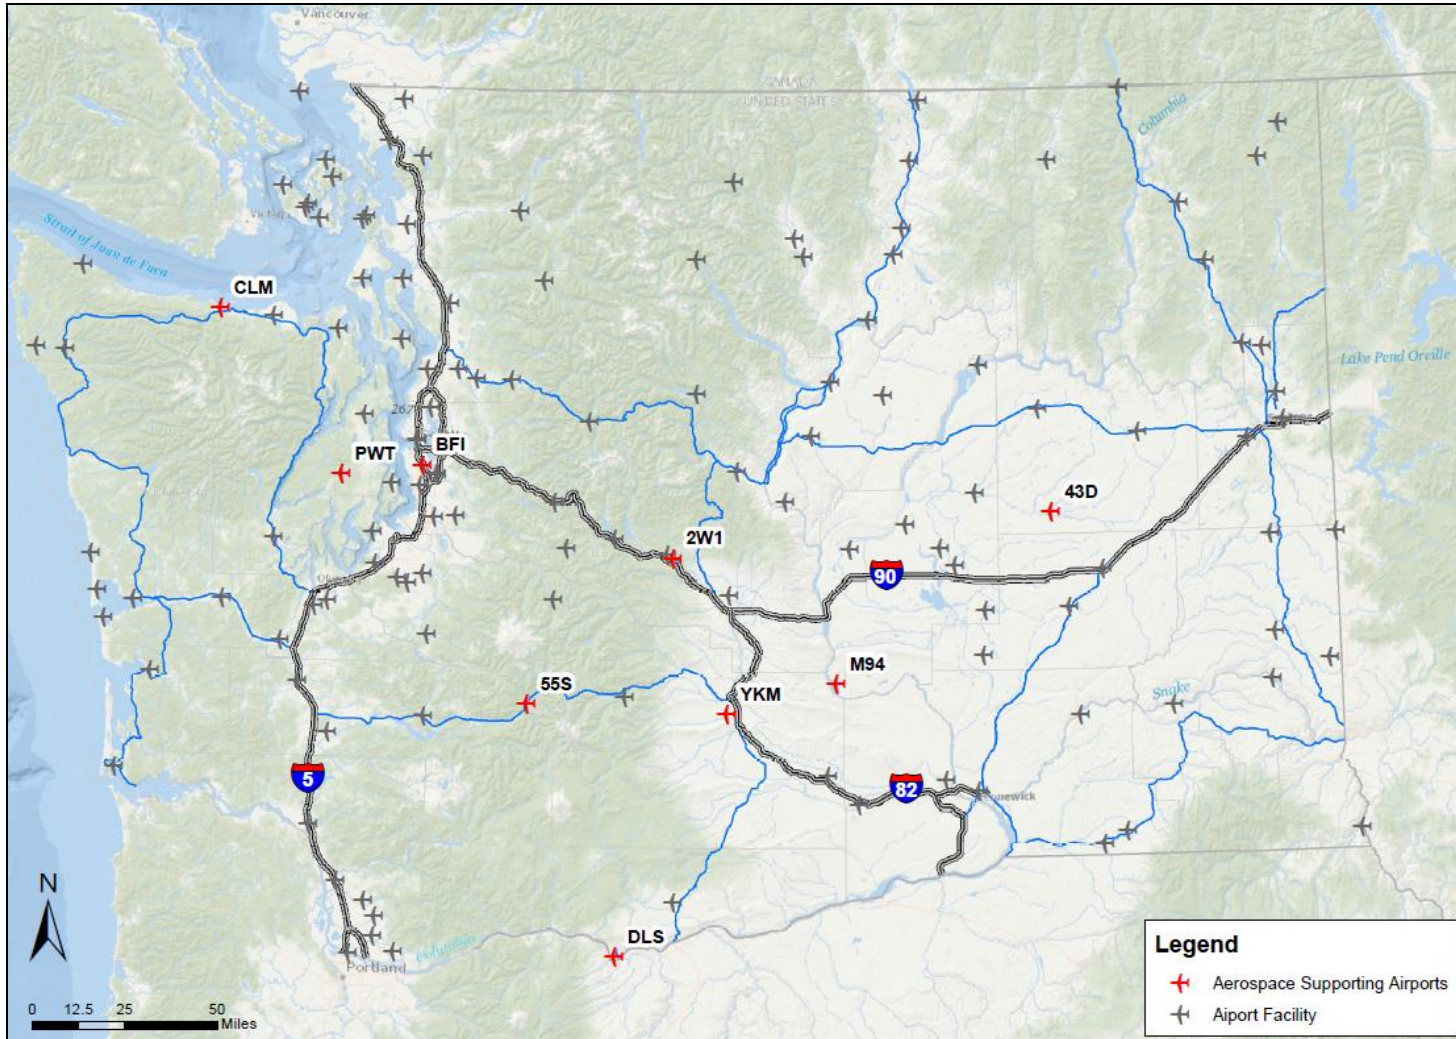 Vancouver
CANADA
UNITED STATES
Columbia
Strait of Juan de Fuca
CLM
Lake Pend Oreille
267
PWT
BFI
43D
2W1
90
M94
55S
YKM
Snake
5
82
DLS
Columbia
Portland
N
0 12.5 25 50
Miles
Legend
Aerospace Supporting Airports
Aiport Facility